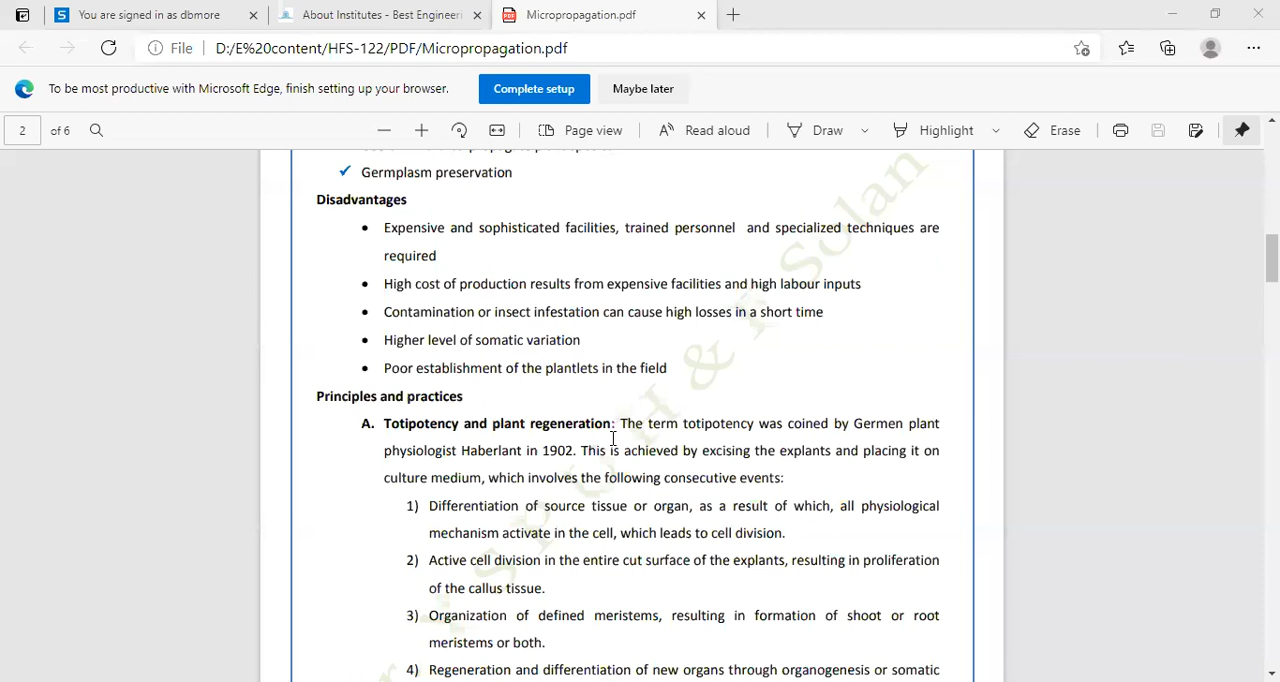 You are signed in as dbmore
About Institutes - Best Engineeri
Micropropagation.pdf
File
D:/E%20content/HFS-122/PDF/Micropropagation.pdf
To be most productive with Microsoft Edge, finish setting up your browser.
Complete setup
Maybe later
2 of 6
Page view
Read aloud
Draw
Highlight
Erase
✓ Germplasm preservation
Disadvantages
• Expensive and sophisticated facilities, trained personnel and specialized techniques are
required
• High cost of production results from expensive facilities and high labour inputs
• Contamination or insect infestation can cause high losses in a short time
• Higher level of somatic variation
• Poor establishment of the plantlets in the field
Principles and practices
A. Totipotency and plant regeneration: The term totipotency was coined by Germen plant
physiologist Haberlant in 1902. This is achieved by excising the explants and placing it on
culture medium, which involves the following consecutive events:
1) Differentiation of source tissue or organ, as a result of which, all physiological
mechanism activate in the cell, which leads to cell division.
2) Active cell division in the entire cut surface of the explants, resulting in proliferation
of the callus tissue.
3) Organization of defined meristems, resulting in formation of shoot or root
meristems or both.
4) Regeneration and differentiation of new organs through organogenesis or somatic
r Y S P U H & F Solan